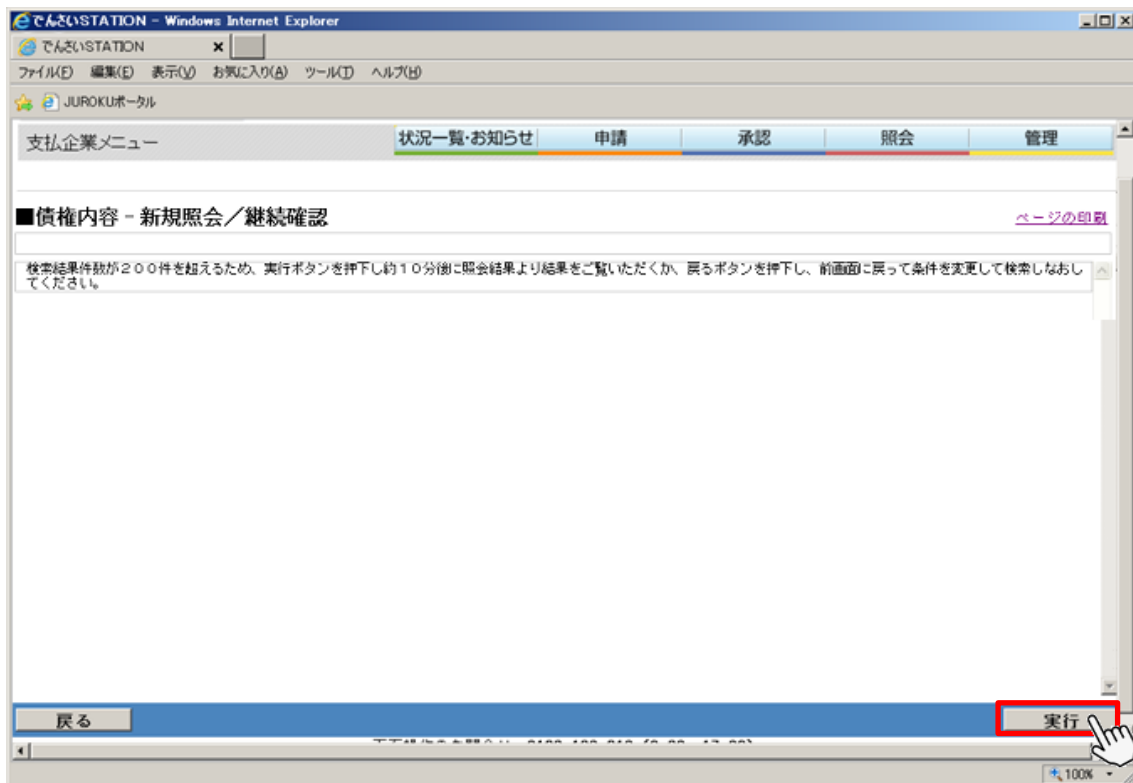 でんさいSTATION - Windows Internet Explorer
でんさいSTATION
ファイル(F) 編集(E) 表示(V) お気に入り(A) ツール(T) ヘルプ(H)
JUROKUポータル
支払企業メニュー 状況一覧・お知らせ 申請 承認 照会 管理
■債権内容－新規照会／継続確認 ページの印刷
検索結果件数が２００件を超えるため、実行ボタンを押下し約１０分後に照会結果より結果をご覧いただくか、戻るボタンを押下し、前画面に戻って条件を変更して検索しなおし
てください。
戻る 実行
100%